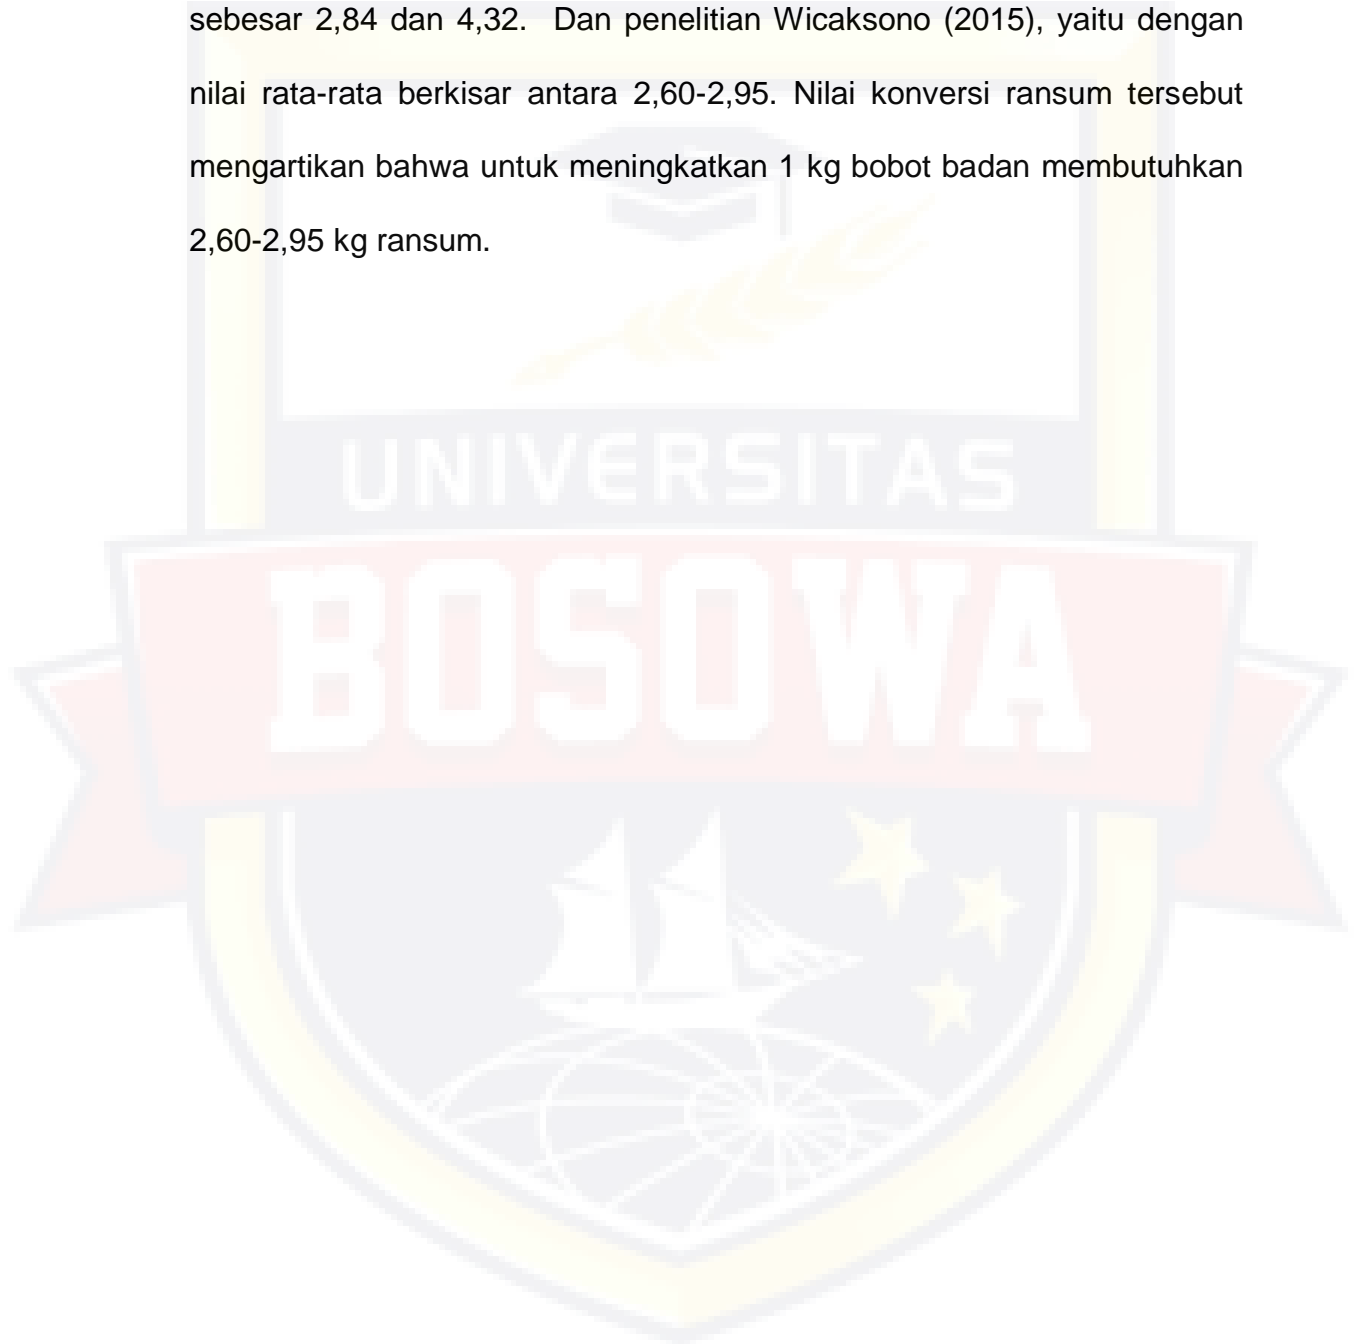 sebesar 2,84 dan 4,32. Dan penelitian Wicaksono (2015), yaitu dengan
nilai rata-rata berkisar antara 2,60-2,95. Nilai konversi ransum tersebut
mengartikan bahwa untuk meningkatkan 1 kg bobot badan membutuhkan
2,60-2,95 kg ransum.
UNIVERSITAS
BOSOWA